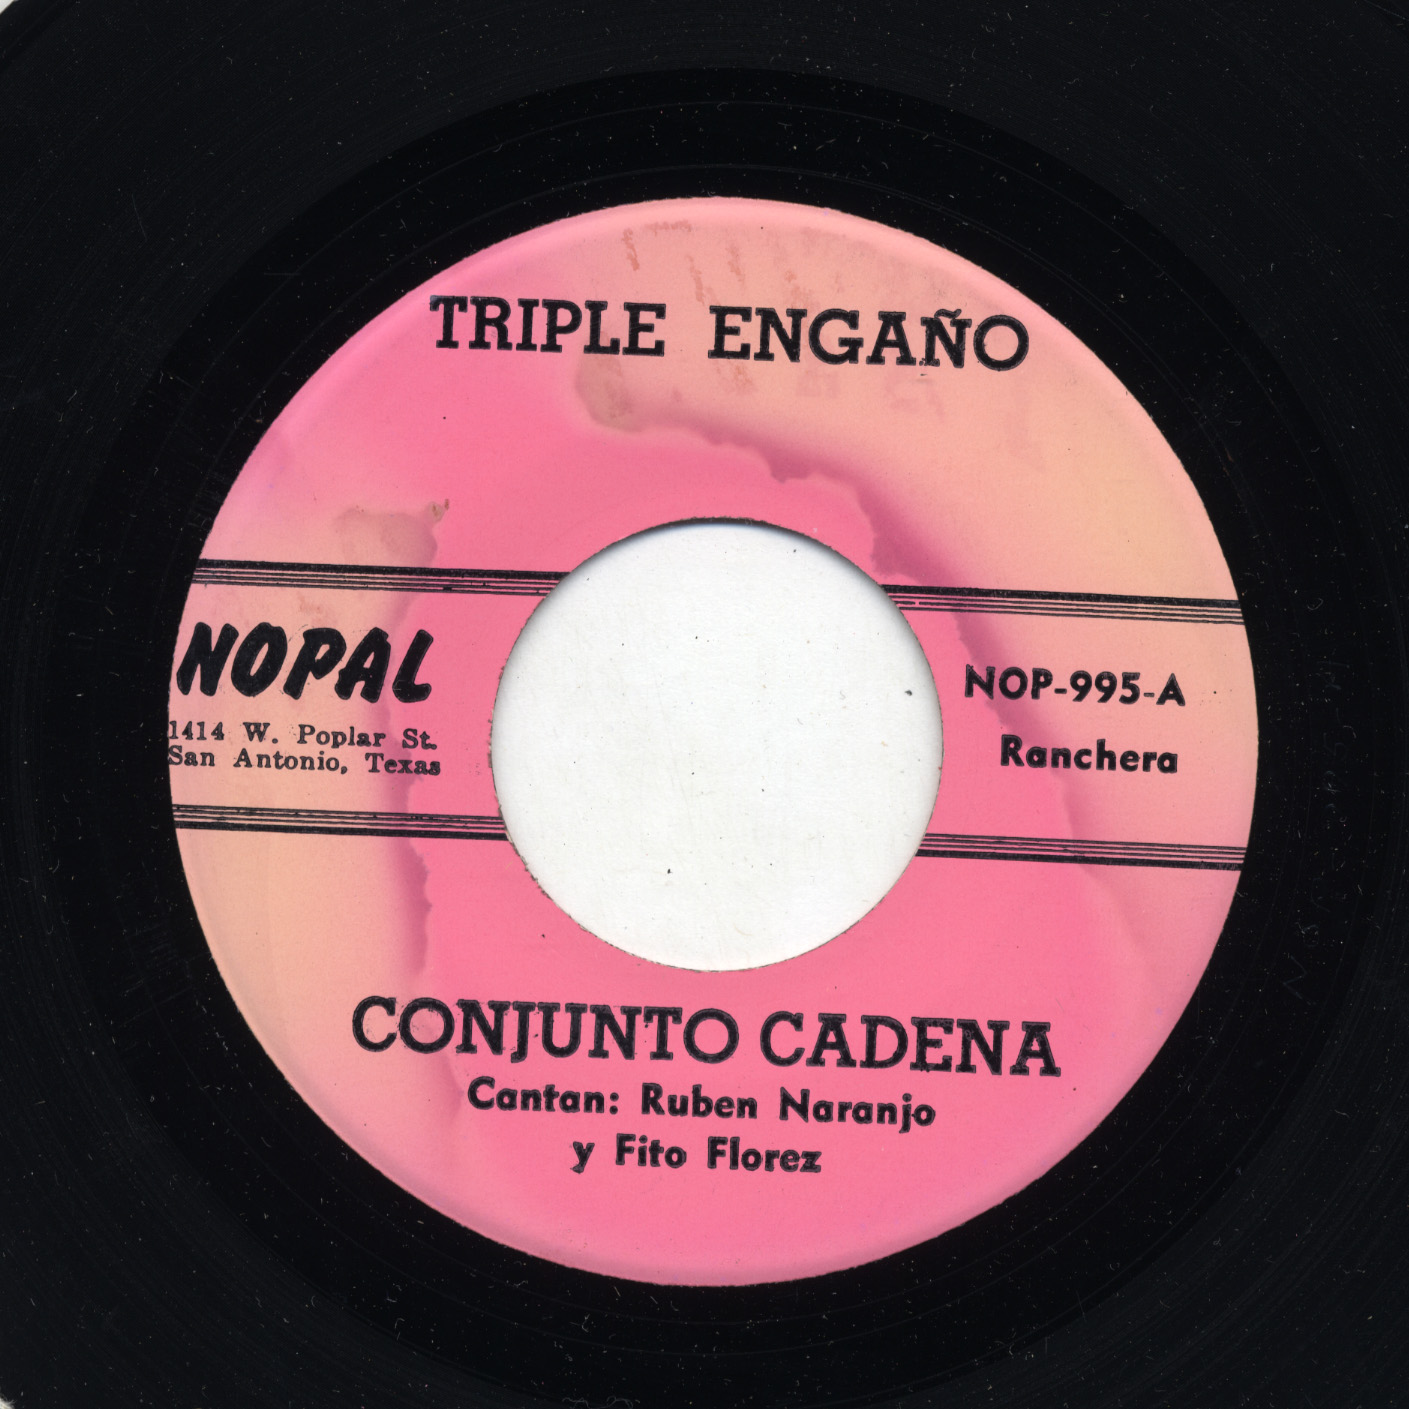 TRIPLE ENGAÑO
NOPAL
1414 W. Poplar St.
San Antonio, Texas
NOP-995-A
Ranchera
CONJUNTO CADENA
Cantan: Ruben Naranjo
y Fito Florez